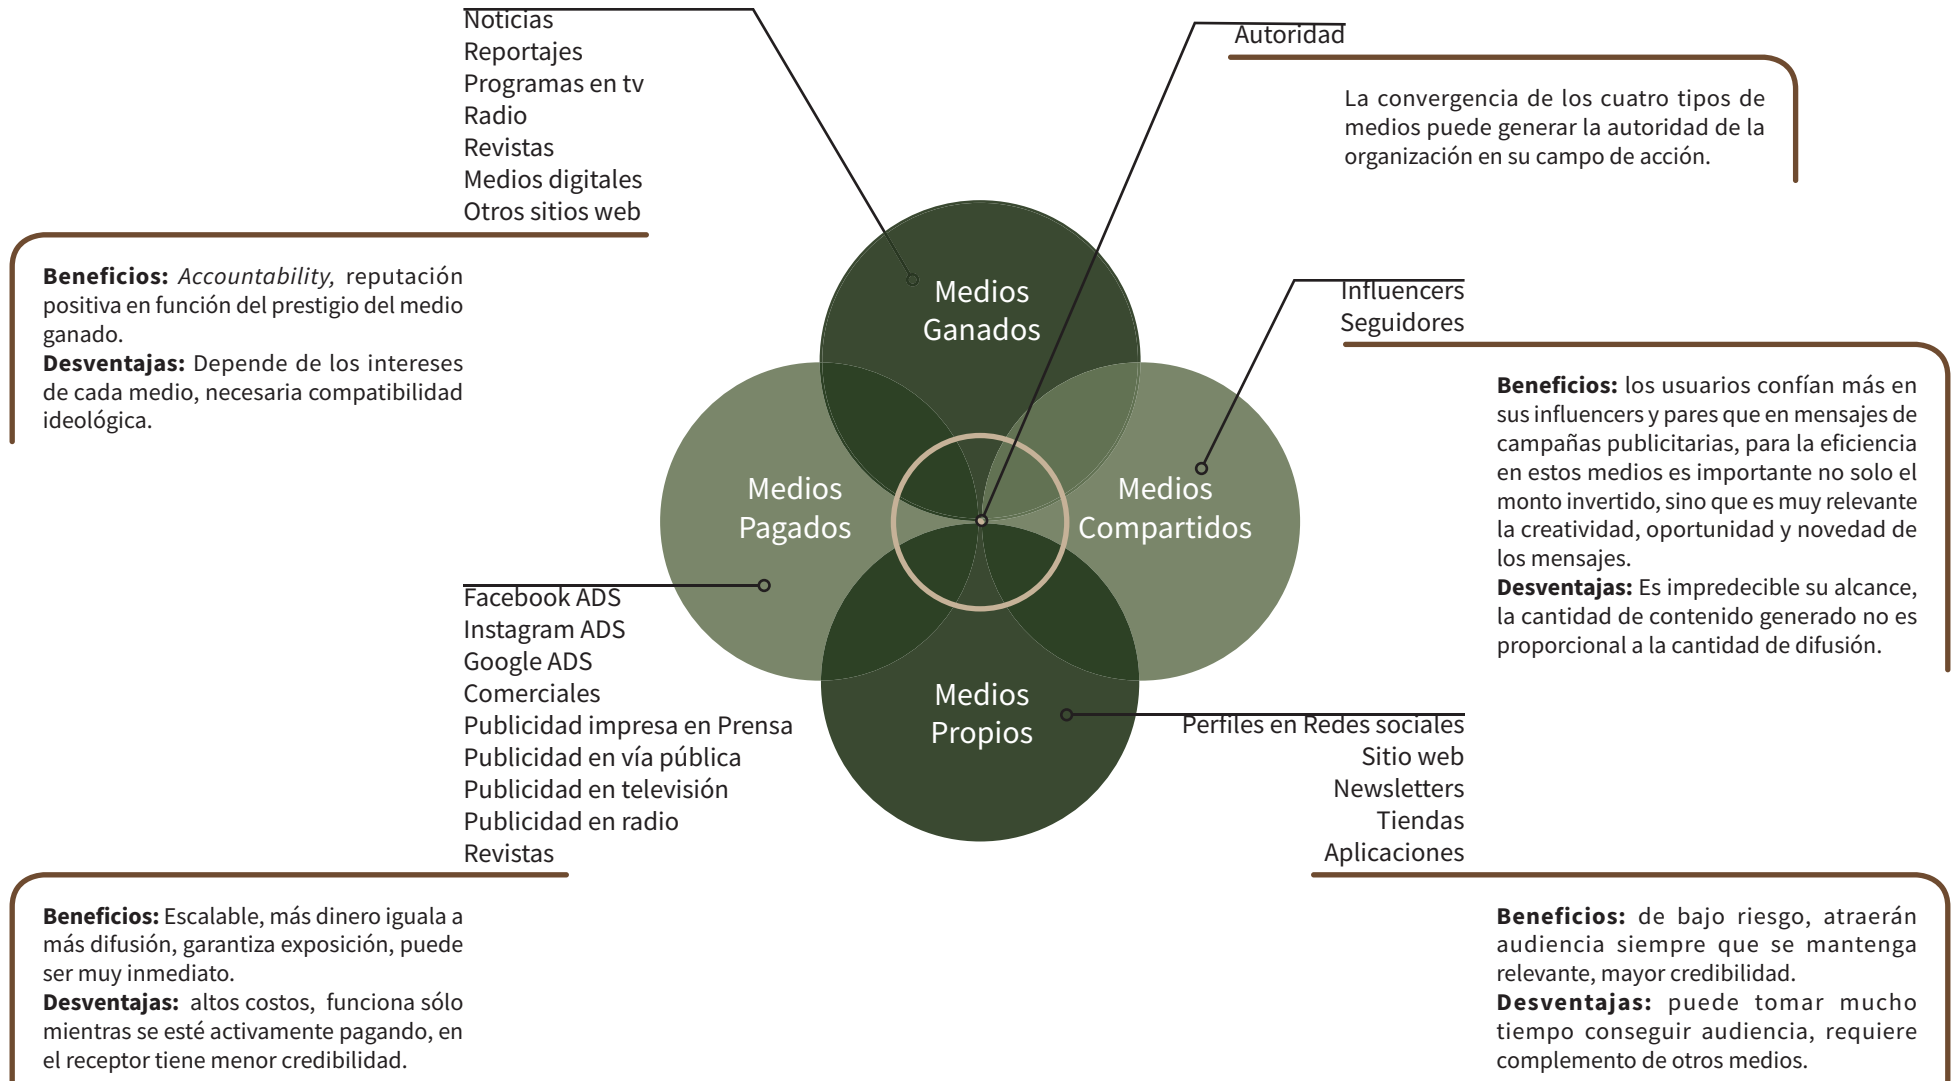 Noticias
Reportajes
Programas en tv
Radio
Revistas
Medios digitales
Otros sitios web
Beneficios: Accountability, reputación
positiva en función del prestigio del medio
ganado.
Desventajas: Depende de los intereses
de cada medio, necesaria compatibilidad
ideológica.
Autoridad
La convergencia de los cuatro tipos de
medios puede generar la autoridad de la
organización en su campo de acción.
Medios
Ganados
Medios
Pagados
Medios
Compartidos
Medios
Propios
Influencers
Seguidores
Beneficios: los usuarios confían más en
sus influencers y pares que en mensajes de
campañas publicitarias, para la eficiencia
en estos medios es importante no solo el
monto invertido, sino que es muy relevante
la creatividad, oportunidad y novedad de
los mensajes.
Desventajas: Es impredecible su alcance,
la cantidad de contenido generado no es
proporcional a la cantidad de difusión.
Facebook ADS
Instagram ADS
Google ADS
Comerciales
Publicidad impresa en Prensa
Publicidad en vía pública
Publicidad en televisión
Publicidad en radio
Revistas
Beneficios: Escalable, más dinero iguala a
más difusión, garantiza exposición, puede
ser muy inmediato.
Desventajas: altos costos, funciona sólo
mientras se esté activamente pagando, en
el receptor tiene menor credibilidad.
Perfiles en Redes sociales
Sitio web
Newsletters
Tiendas
Aplicaciones
Beneficios: de bajo riesgo, atraerán
audiencia siempre que se mantenga
relevante, mayor credibilidad.
Desventajas: puede tomar mucho
tiempo conseguir audiencia, requiere
complemento de otros medios.